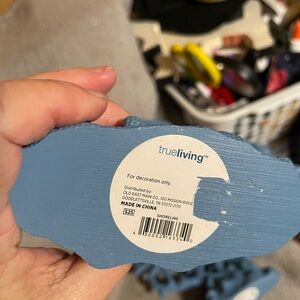 trueliving™
For decoration only.
Distributed by:
OLD EAST MAIN CO., 100 MISSION RIDGE
GOODLETTSVILLE, TN 37072-2170
MADE IN CHINA
SHORELINE